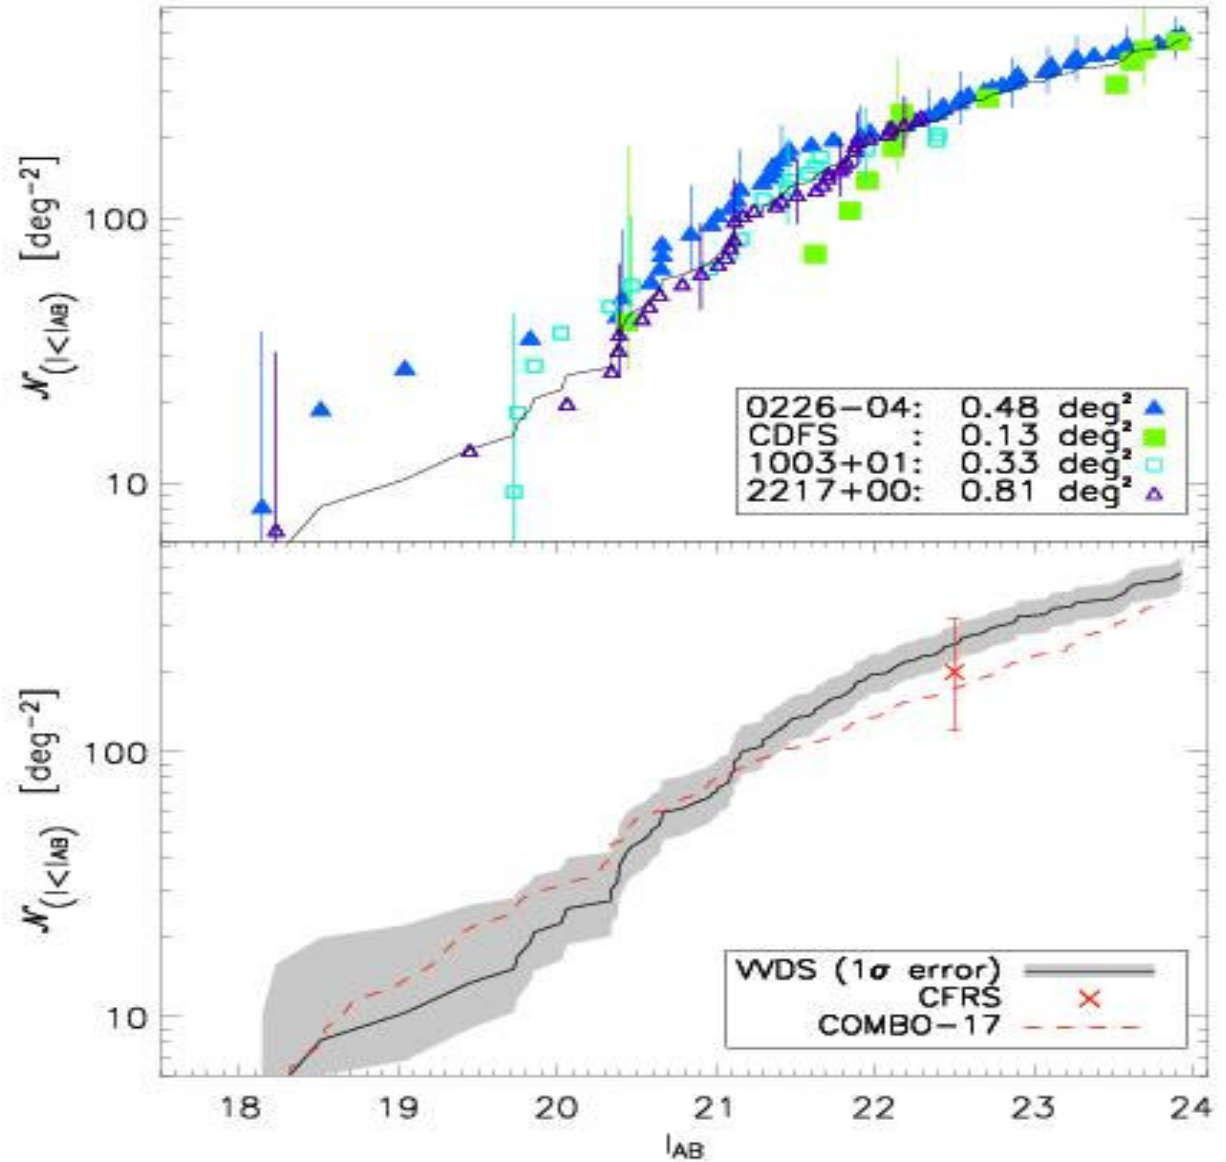 𝒩(I<IAB) [deg-2]
100
10
0226-04: 0.48 deg²
CDFS : 0.13 deg²
1003+01: 0.33 deg²
2217+00: 0.81 deg²
𝒩(I<IAB) [deg-2]
100
10
VVDS (1σ error)
CFRS
COMBO-17
18 19 20 21 22 23 24
IAB